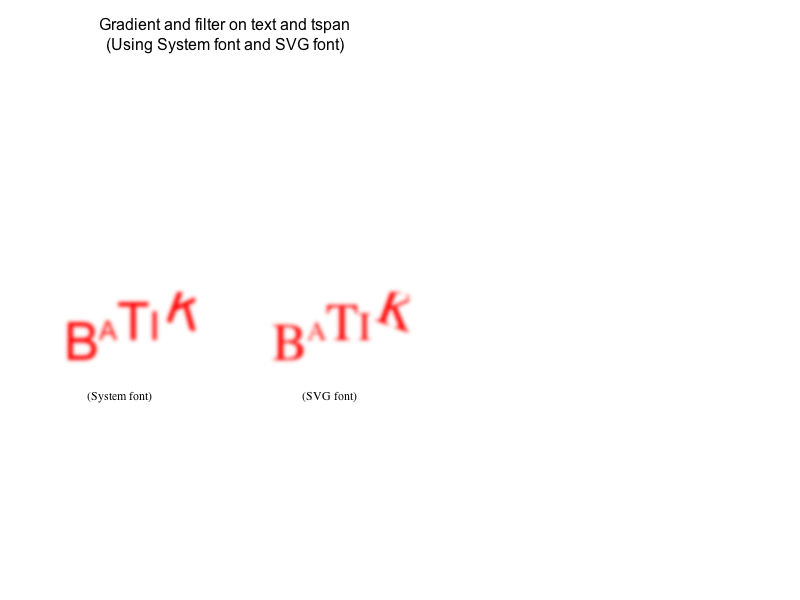 Gradient and filter on text and tspan
(Using System font and SVG font)
BATIK BATIK
(System font) (SVG font)